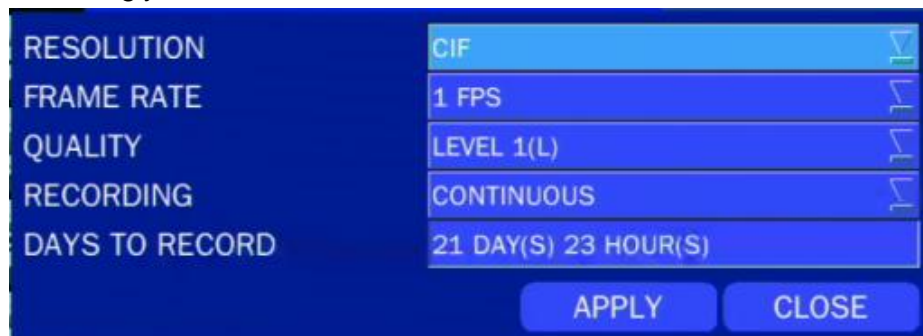 RESOLUTION CIF
FRAME RATE 1 FPS
QUALITY LEVEL 1(L)
RECORDING CONTINUOUS
DAYS TO RECORD 21 DAY(S) 23 HOUR(S)
APPLY CLOSE